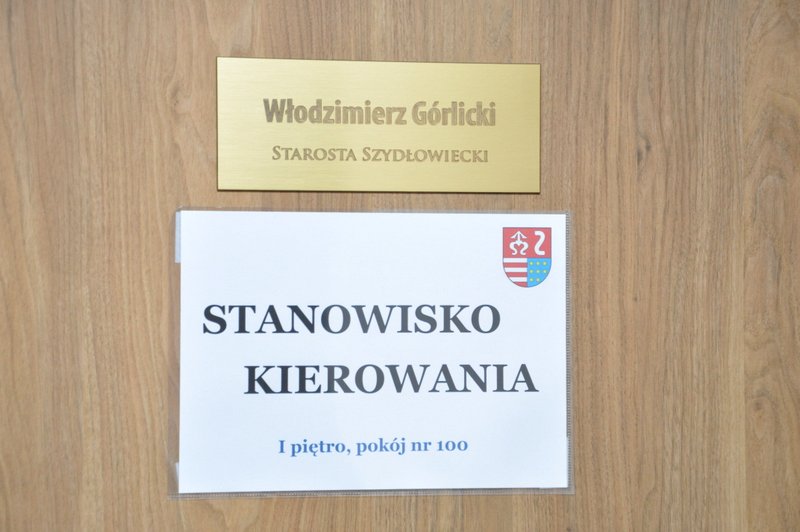 Włodzimierz Górlicki
STAROSTA SZYDŁOWIECKI
STANOWISKO
KIEROWANIA
I piętro, pokój nr 100